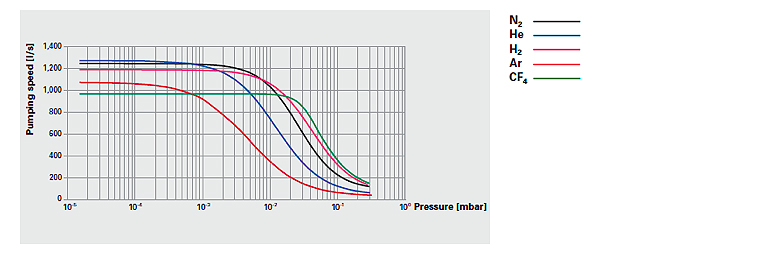 Pumping speed [l/s]
1,400
1,200
1,000
800
600
400
200
0
10⁻⁵ 10⁻⁴ 10⁻³ 10⁻² 10⁻¹ 10⁰ Pressure [mbar]
N₂
He
H₂
Ar
CF₄